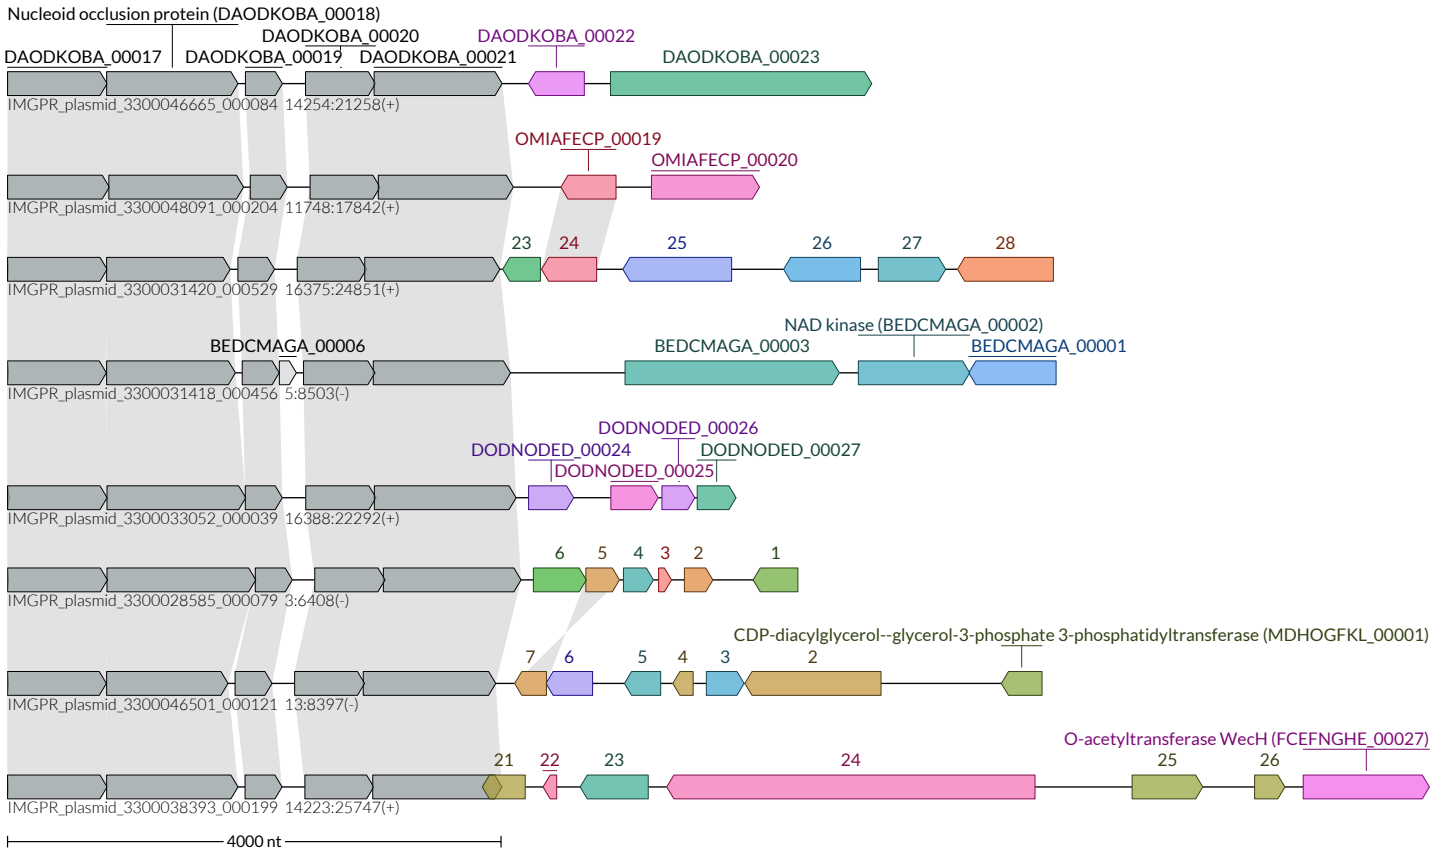 Nucleoid occlusion protein (DAODKOBA_00018)
DAODKOBA_00020 DAODKOBA_00022
DAODKOBA_00017 DAODKOBA_00019 DAODKOBA_00021 DAODKOBA_00023
IMGPR_plasmid_3300046665_000084 14254:21258(+)
OMIAFECP_00019
OMIAFECP_00020
IMGPR_plasmid_3300048091_000204 11748:17842(+)
23 24 25 26 27 28
IMGPR_plasmid_3300031420_000529 16375:24851(+)
NAD kinase (BEDCMAGA_00002)
BEDCMAGA_00006 BEDCMAGA_00003 BEDCMAGA_00001
IMGPR_plasmid_3300031418_000456 5:8503(-)
DODNODED_00026
DODNODED_00024 DODNODED_00027
DODNODED_00025
IMGPR_plasmid_3300033052_000039 16388:22292(+)
6 5 4 3 2 1
IMGPR_plasmid_3300028585_000079 3:6408(-)
CDP-diacylglycerol--glycerol-3-phosphate 3-phosphatidyltransferase (MDHOGFKL_00001)
7 6 5 4 3 2
IMGPR_plasmid_3300046501_000121 13:8397(-)
O-acetyltransferase WecH (FCEFNGHE_00027)
21 22 23 24 25 26
IMGPR_plasmid_3300038393_000199 14223:25747(+)
4000 nt